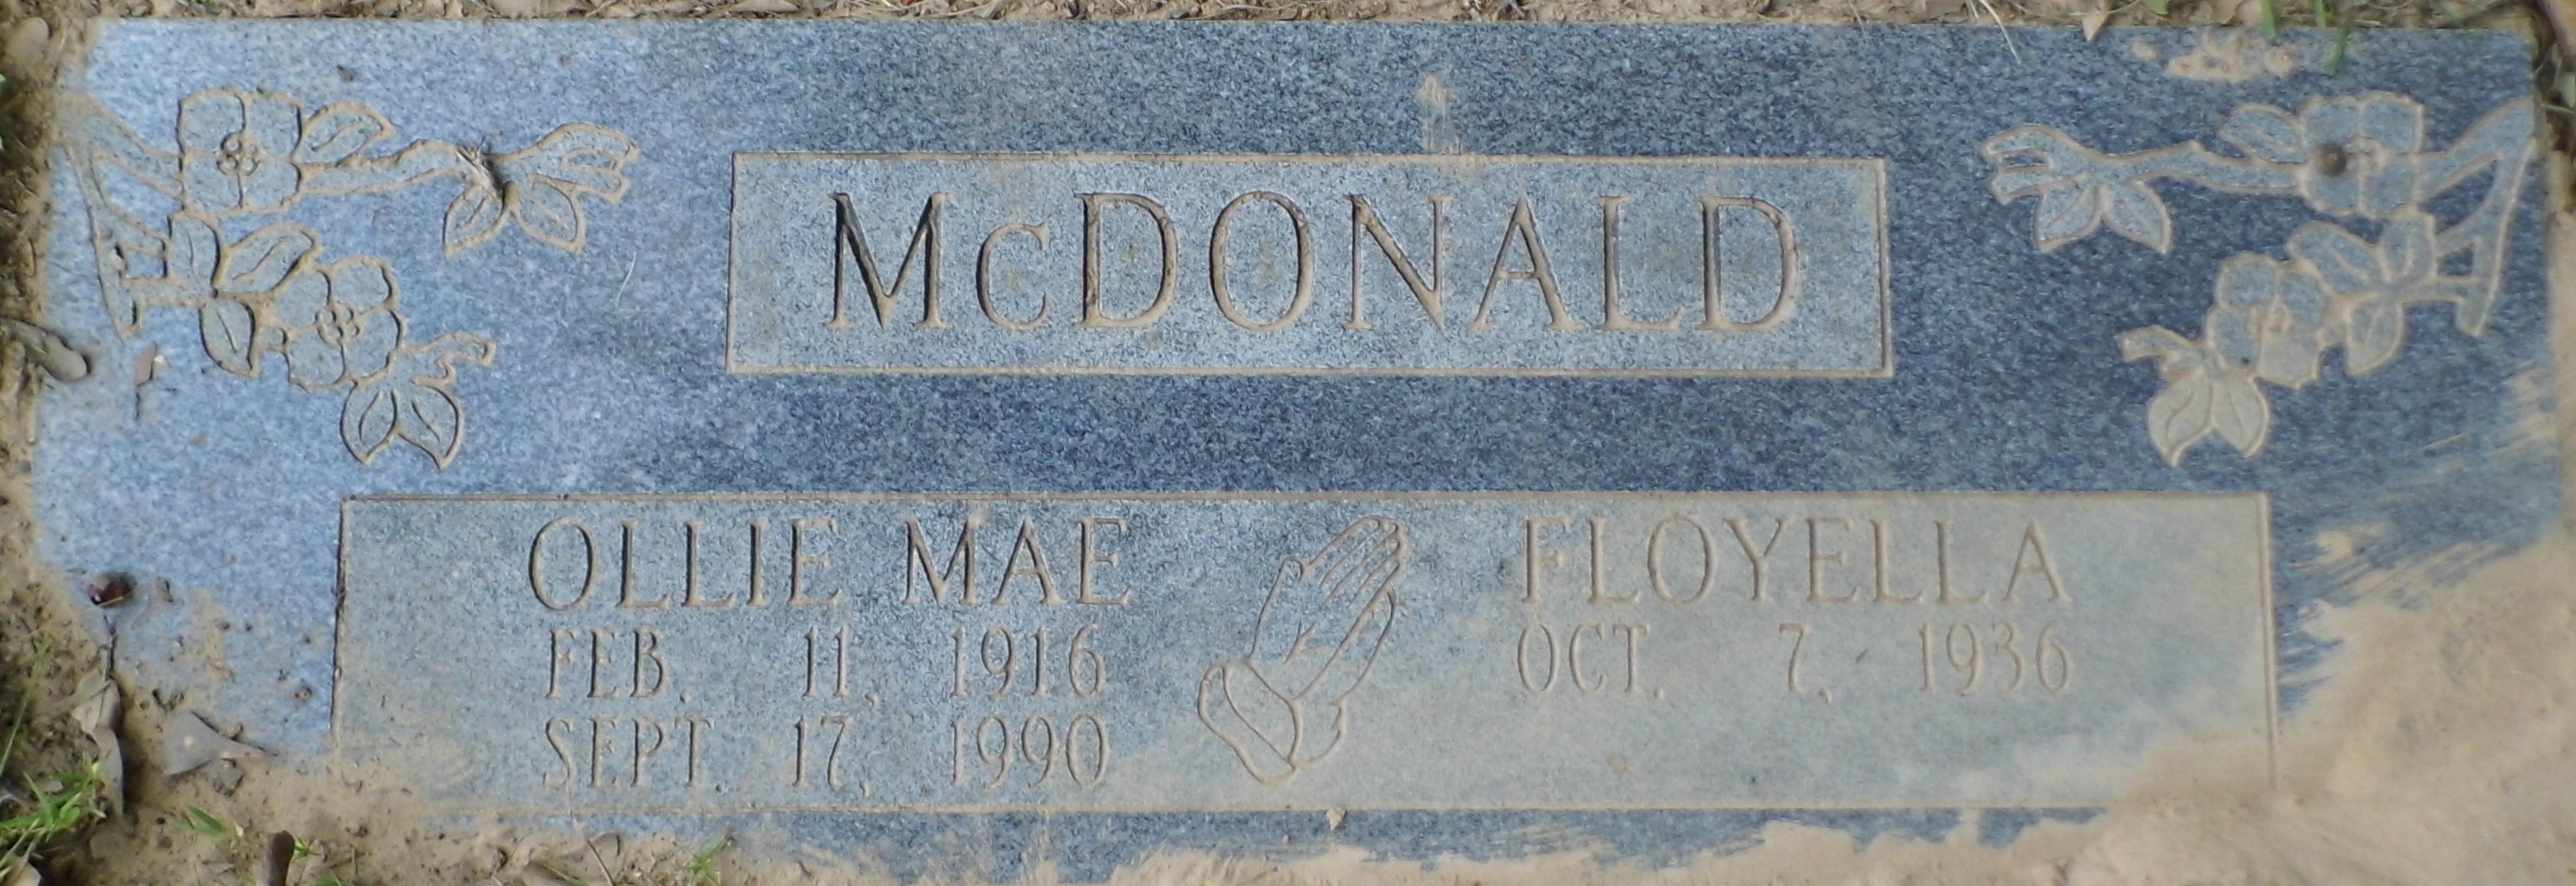 McDONALD
OLLIE MAE
FEB. 11, 1916
SEPT. 17, 1990
FLOYELLA
OCT. 7, 1936